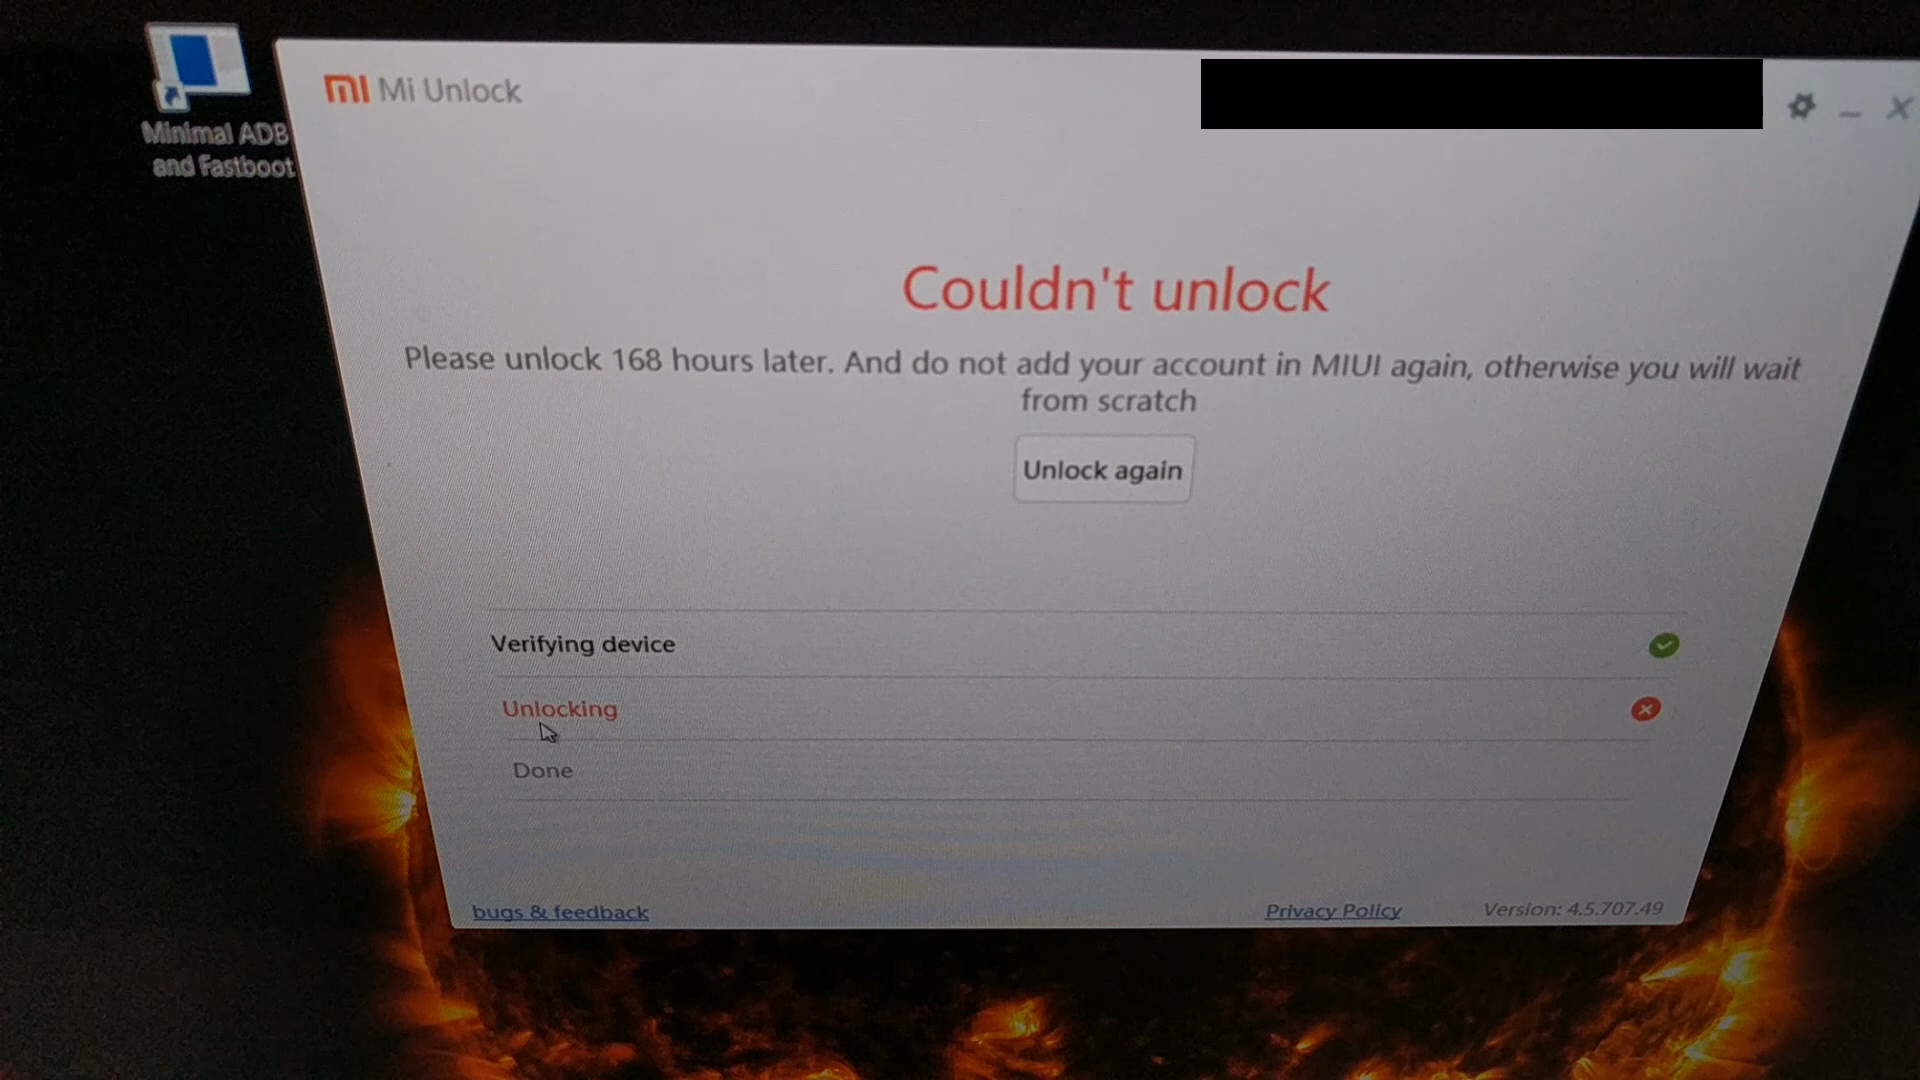 Minimal ADB
and Fastboot
mi Mi Unlock
Couldn't unlock
Please unlock 168 hours later. And do not add your account in MIUI again, otherwise you will wait
from scratch
Unlock again
Verifying device
Unlocking
Done
bugs & feedback
Privacy Policy
Version: 4.5.707.49